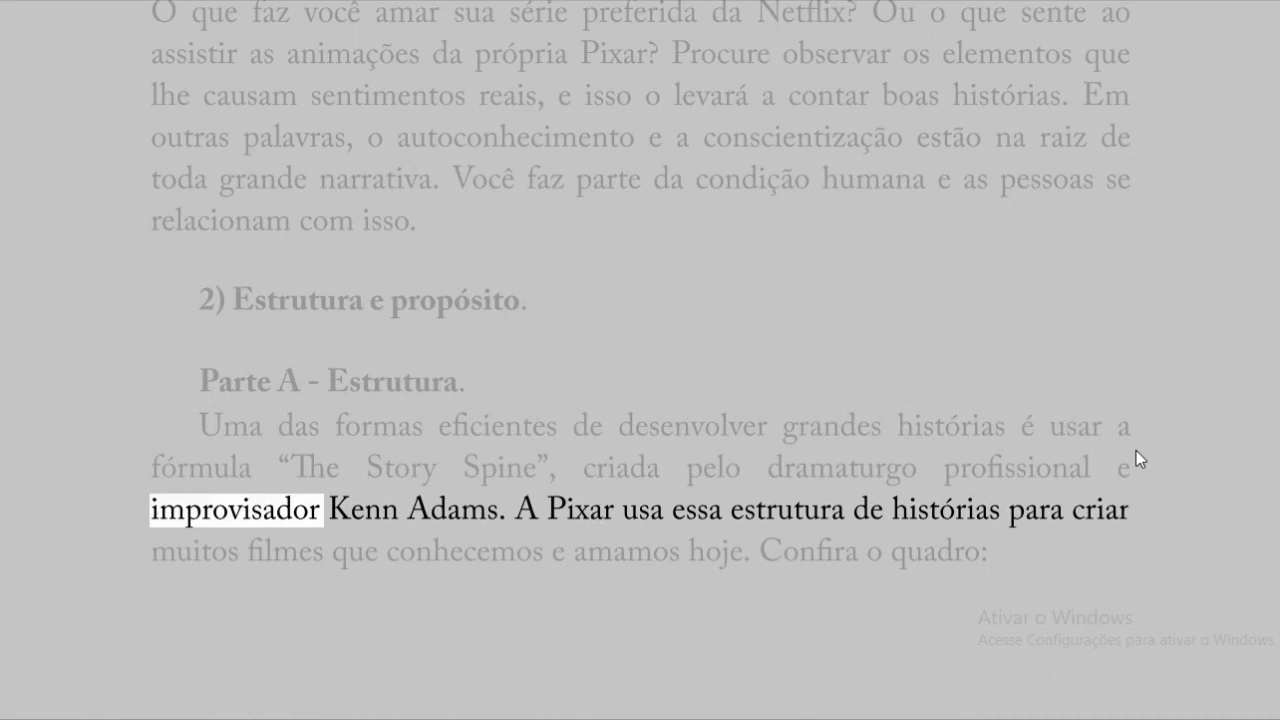 O que faz você amar sua série preferida da Netflix? Ou o que sente ao
assistir as animações da própria Pixar? Procure observar os elementos que
lhe causam sentimentos reais, e isso o levará a contar boas histórias. Em
outras palavras, o autoconhecimento e a conscientização estão na raiz de
toda grande narrativa. Você faz parte da condição humana e as pessoas se
relacionam com isso.
2) Estrutura e propósito.
Parte A - Estrutura.
Uma das formas eficientes de desenvolver grandes histórias é usar a
fórmula “The Story Spine”, criada pelo dramaturgo profissional e
improvisador Kenn Adams. A Pixar usa essa estrutura de histórias para criar
muitos filmes que conhecemos e amamos hoje. Confira o quadro:
Ativar o Windows
Acesse Configurações para ativar o Windows.